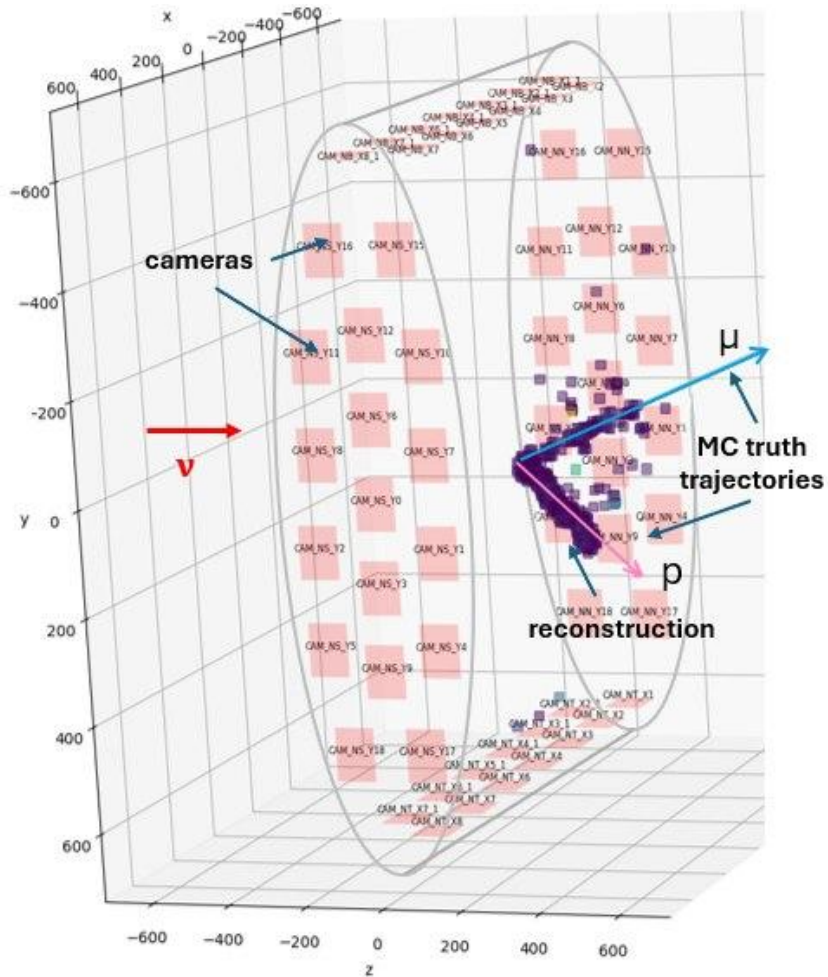 x
600
400
200
0
−200
−400
−600
−600
−400
−200
y 0
200
400
600
−600
−400
−200
0
200
400
600
z
CAM_NB_X2
CAM_NB_X3
CAM_NB_X4
CAM_NB_X5
CAM_NB_X6
CAM_NB_X7
CAM_NB_X8_1
CAM_NS_Y16
CAM_NS_Y15
cameras
CAM_NS_Y12
CAM_NS_Y11
CAM_NS_Y10
CAM_NS_Y6
CAM_NS_Y8
CAM_NS_Y7
CAM_NS_Y0
CAM_NS_Y2
CAM_NS_Y1
CAM_NS_Y3
CAM_NS_Y5
CAM_NS_Y4
CAM_NS_Y9
CAM_NS_Y18
CAM_NS_Y17
ν
CAM_NN_Y16
CAM_NN_Y15
CAM_NN_Y12
CAM_NN_Y11
CAM_NN_Y6
CAM_NN_Y8
CAM_NN_Y7
CAM_NN_Y4
CAM_NN_Y18
CAM_NN_Y17
μ
MC truth
trajectories
p
reconstruction
CAM_NT_X1
CAM_NT_X2
CAM_NT_X3_1
CAM_NT_X3
CAM_NT_X4_1
CAM_NT_X4
CAM_NT_X5_1
CAM_NT_X6
CAM_NT_X7
CAM_NT_X7_1
CAM_NT_X8